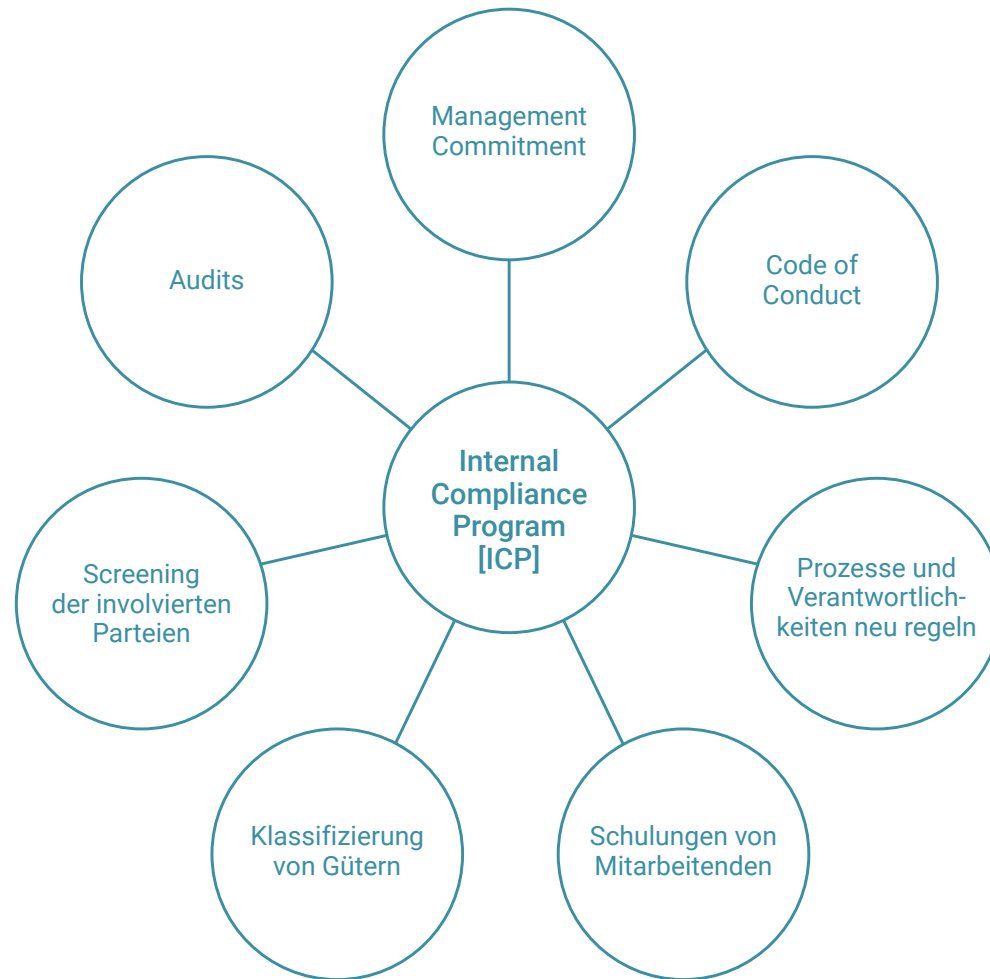 Management
Commitment
Code of
Conduct
Prozesse und
Verantwortlich-
keiten neu regeln
Schulungen von
Mitarbeitenden
Klassifizierung
von Gütern
Screening
der involvierten
Parteien
Audits
Internal
Compliance
Program
[ICP]